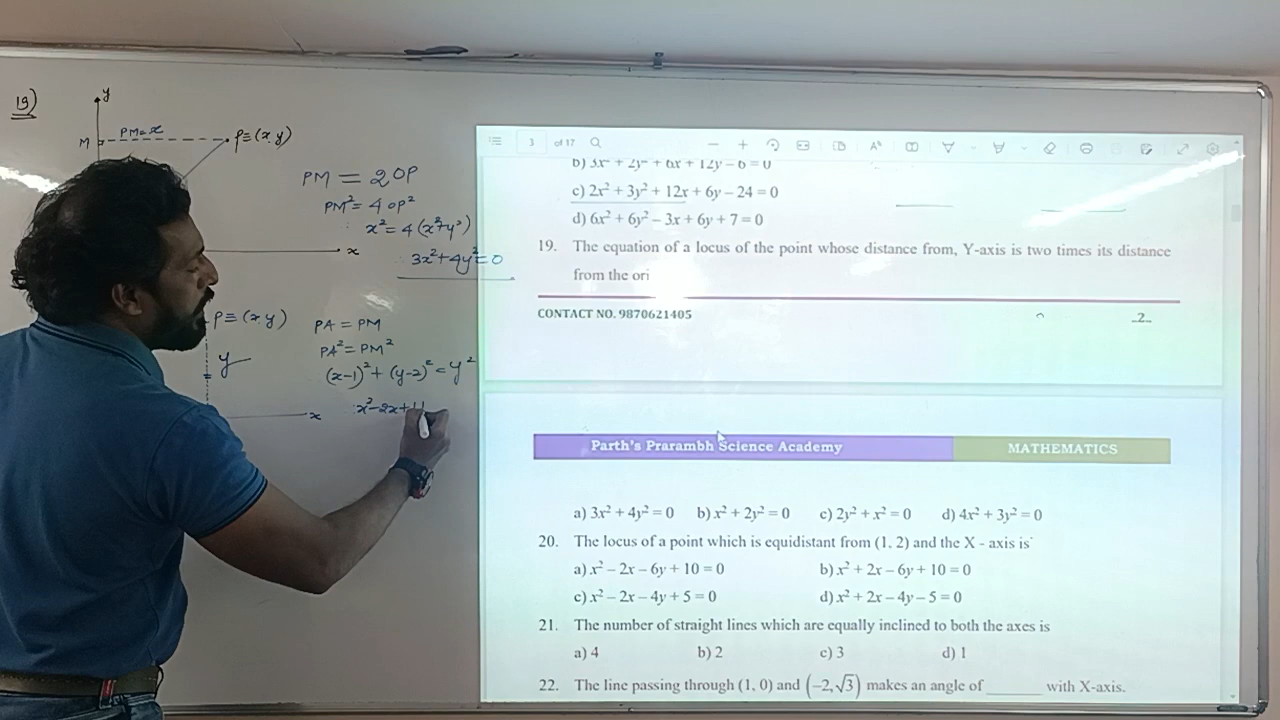 19)
y
M PM=x P≡(x,y)
PM = 2OP
PM² = 4 OP²
x² = 4(x²+y²)
x
3x²+4y²=0
P≡(x,y)
y
x
PA = PM
PA² = PM²
(x-1)² + (y-2)² = y²
x²-2x+
3 of 17
b) 3x² + 2y² + 6x + 12y – 6 = 0
c) 2x² + 3y² + 12x + 6y – 24 = 0
d) 6x² + 6y² – 3x + 6y + 7 = 0
19. The equation of a locus of the point whose distance from, Y-axis is two times its distance
from the ori
CONTACT NO. 9870621405 2
Parth's Prarambh Science Academy MATHEMATICS
a) 3x² + 4y² = 0 b) x² + 2y² = 0 c) 2y² + x² = 0 d) 4x² + 3y² = 0
20. The locus of a point which is equidistant from (1, 2) and the X - axis is
a) x² – 2x – 6y + 10 = 0 b) x² + 2x – 6y + 10 = 0
c) x² – 2x – 4y + 5 = 0 d) x² + 2x – 4y – 5 = 0
21. The number of straight lines which are equally inclined to both the axes is
a) 4 b) 2 c) 3 d) 1
22. The line passing through (1, 0) and (–2, √3) makes an angle of ______ with X-axis.